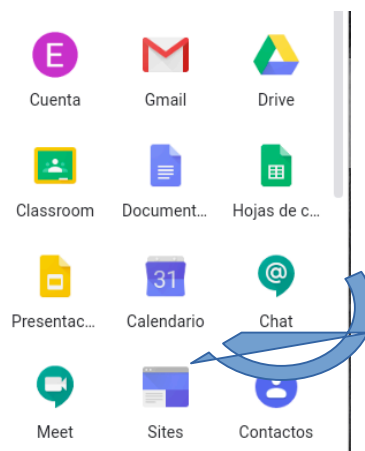 E
Cuenta
Gmail
Drive
Classroom
Document...
Hojas de c...
31
@
Presentac...
Calendario
Chat
Meet
Sites
Contactos